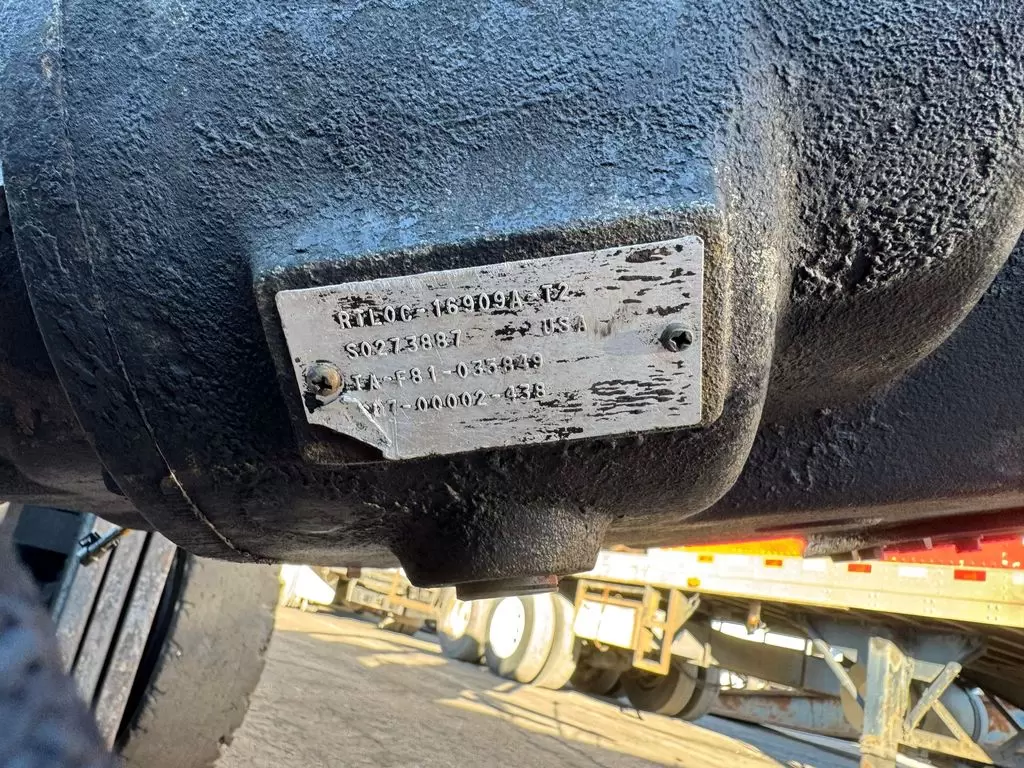 RTLOC-16909A-T2
S0273887 USA
TA-F81-035849
-00002-438